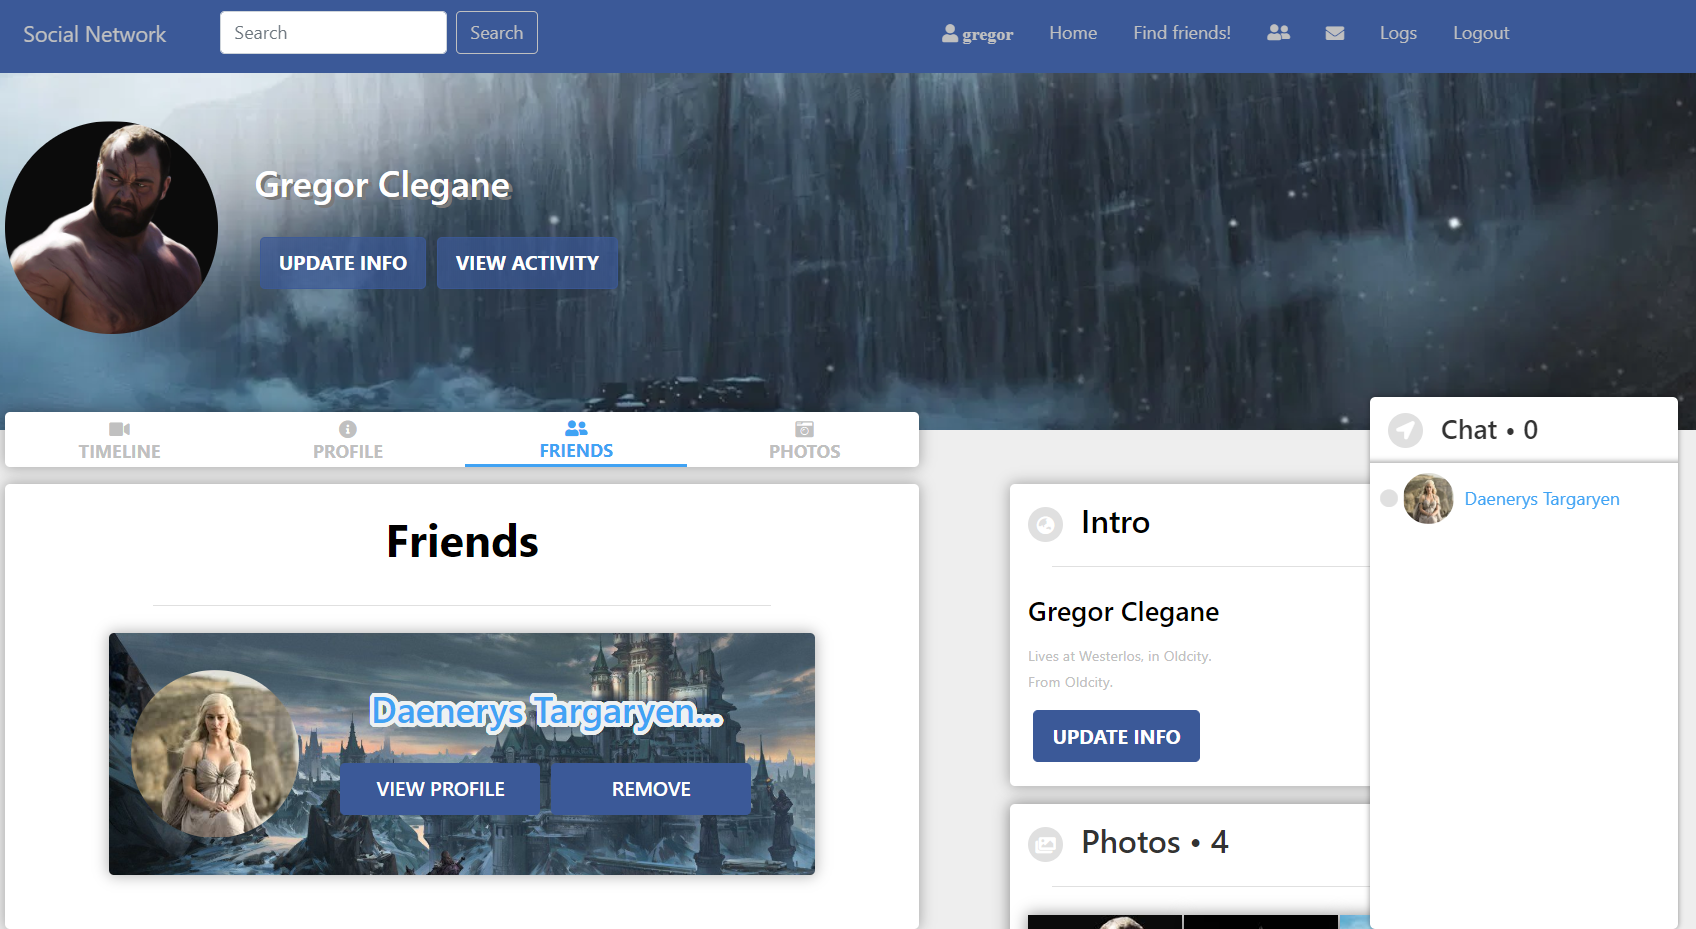 Social Network
Search
Search
gregor
Home
Find friends!
Logs
Logout
Gregor Clegane
UPDATE INFO
VIEW ACTIVITY
TIMELINE
PROFILE
FRIENDS
PHOTOS
Friends
Daenerys Targaryen...
VIEW PROFILE
REMOVE
Intro
Gregor Clegane
Lives at Westerlos, in Oldcity.
From Oldcity.
UPDATE INFO
Photos • 4
Chat • 0
Daenerys Targaryen